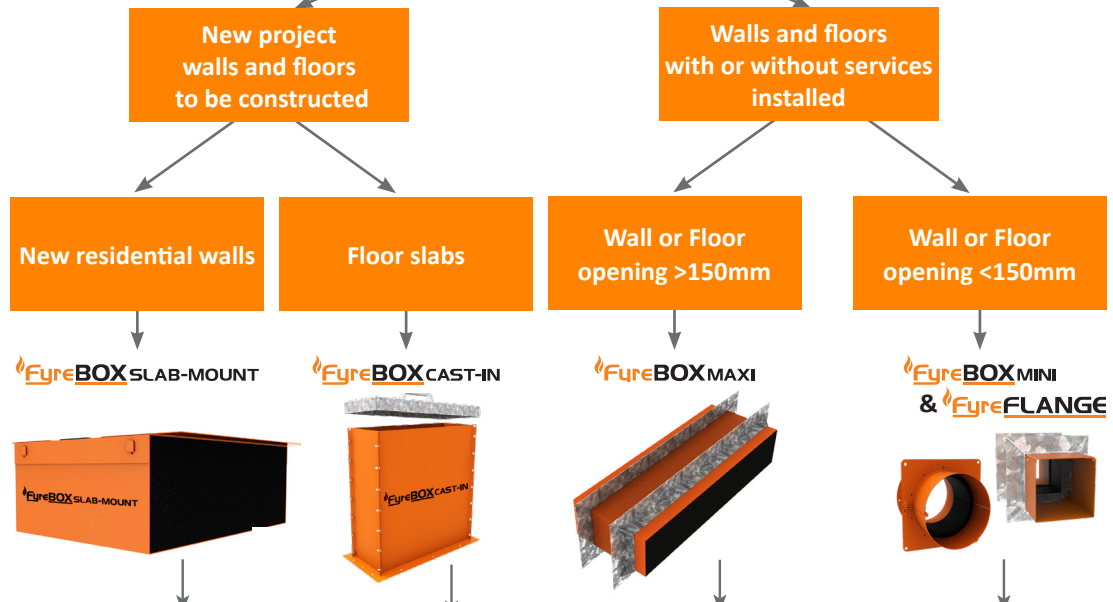 New project
walls and floors
to be constructed
Walls and floors
with or without services
installed
New residential walls
Floor slabs
Wall or Floor
opening >150mm
Wall or Floor
opening <150mm
FyreBOX SLAB-MOUNT
FyreBOX CAST-IN
FyreBOX MAXI
FyreBOX MINI
& FyreFLANGE
FyreBOX SLAB-MOUNT
FyreBOX CAST-IN